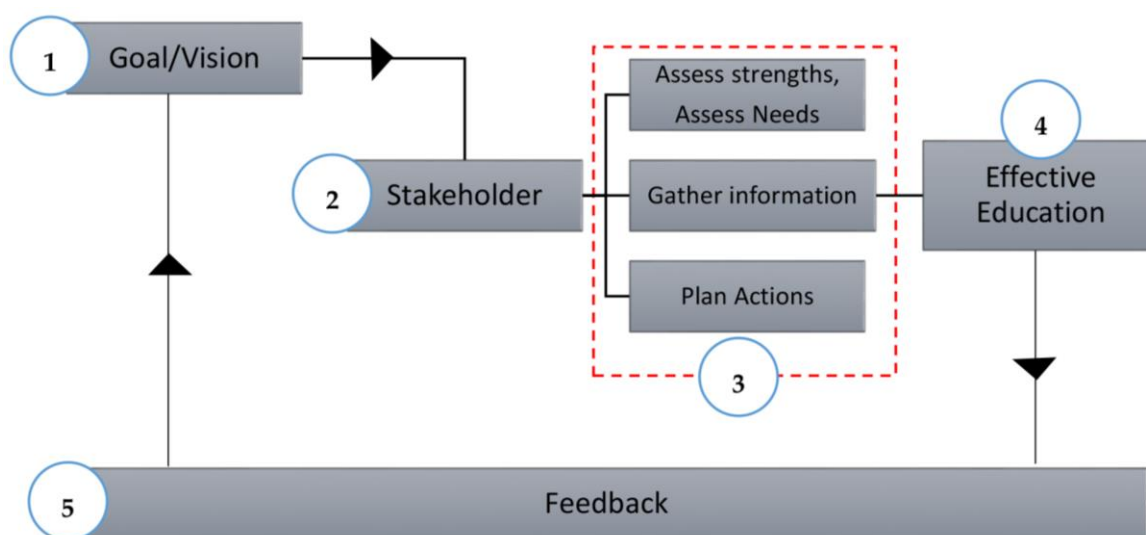 1
Goal/Vision
2
Stakeholder
Assess strengths,
Assess Needs
Gather information
Plan Actions
3
4
Effective
Education
5
Feedback